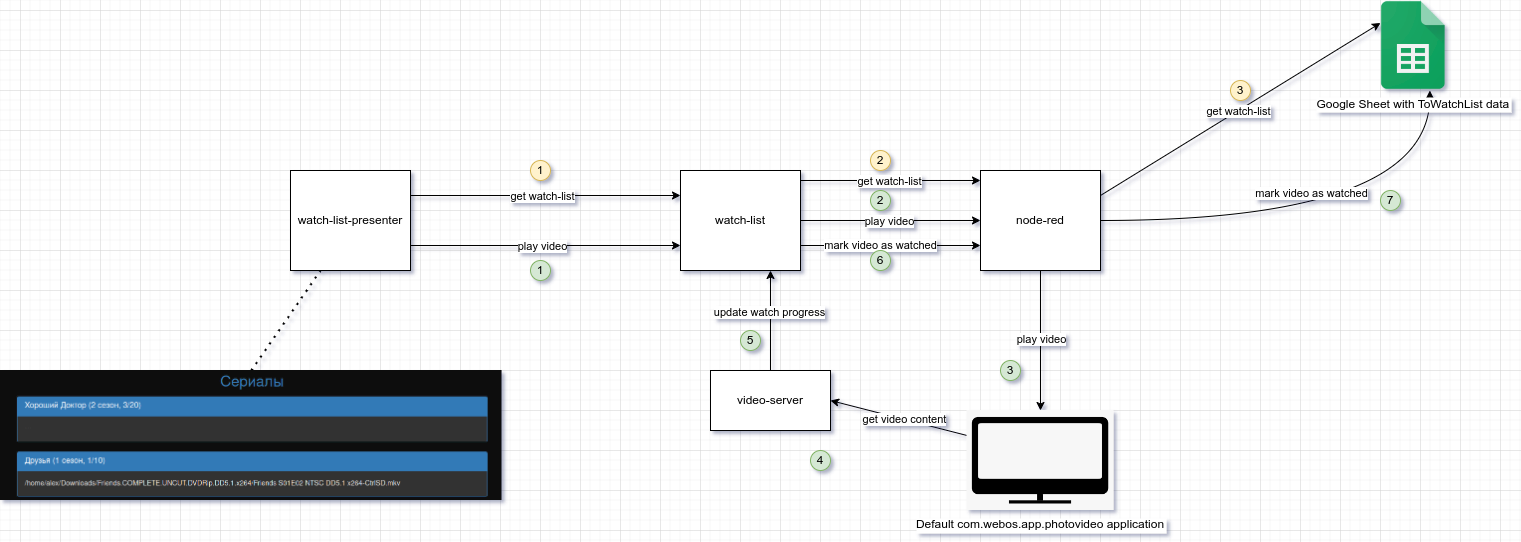 3
get watch-list
Google Sheet with ToWatchList data
1
get watch-list
2
get watch-list
2
play video
mark video as watched
6
mark video as watched
7
watch-list-presenter
watch-list
node-red
play video
1
update watch progress
5
play video
3
video-server
get video content
4
Default com.webos.app.photovideo application
Сериалы
Хороший Доктор (2 сезон, 3/20)
Друзья (1 сезон, 1/10)
/home/alex/Downloads/Friends.COMPLETE.UNCUT.DVDRip.DD5.1.x264/Friends S01E02 NTSC DD5.1 x264-CtrlSD.mkv